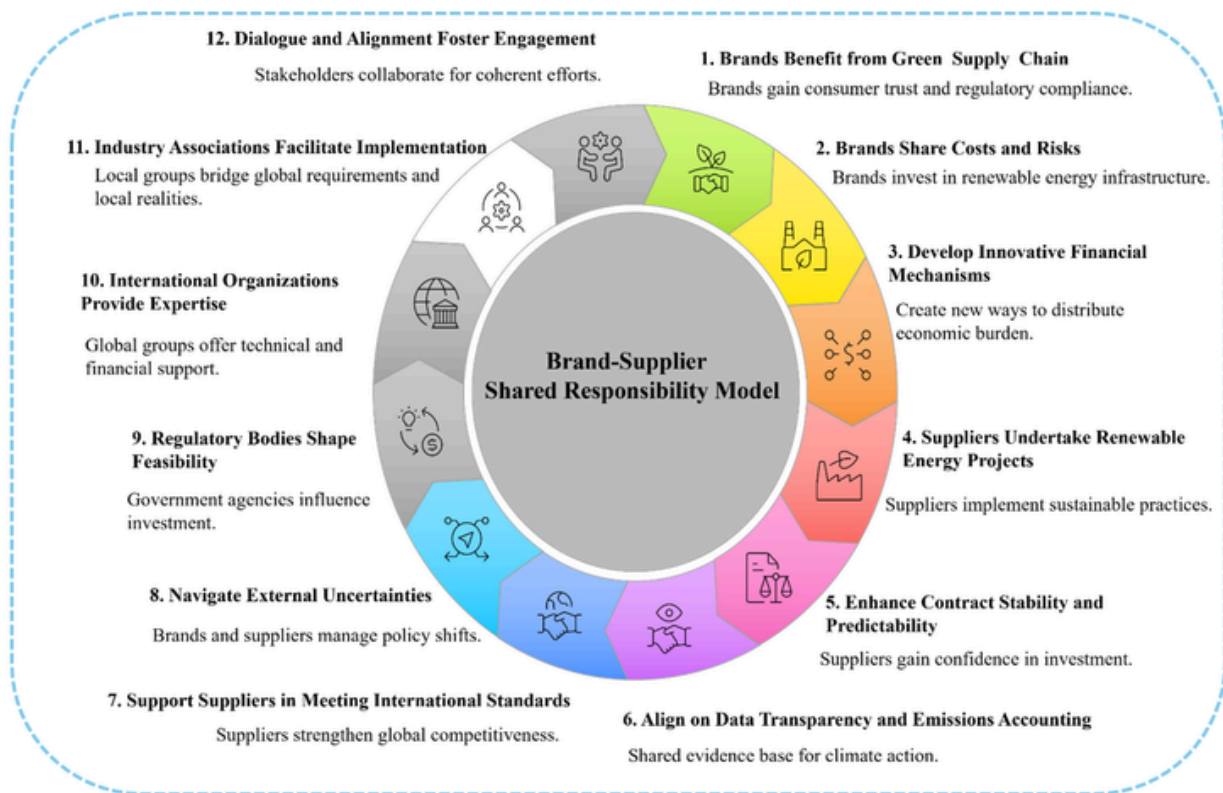 12. Dialogue and Alignment Foster Engagement
Stakeholders collaborate for coherent efforts.
1. Brands Benefit from Green Supply Chain
Brands gain consumer trust and regulatory compliance.
2. Brands Share Costs and Risks
Brands invest in renewable energy infrastructure.
3. Develop Innovative Financial
Mechanisms
Create new ways to distribute
economic burden.
4. Suppliers Undertake Renewable
Energy Projects
Suppliers implement sustainable practices.
5. Enhance Contract Stability and
Predictability
Suppliers gain confidence in investment.
6. Align on Data Transparency and Emissions Accounting
Shared evidence base for climate action.
7. Support Suppliers in Meeting International Standards
Suppliers strengthen global competitiveness.
8. Navigate External Uncertainties
Brands and suppliers manage policy shifts.
9. Regulatory Bodies Shape
Feasibility
Government agencies influence
investment.
10. International Organizations
Provide Expertise
Global groups offer technical and
financial support.
11. Industry Associations Facilitate Implementation
Local groups bridge global requirements and
local realities.
Brand-Supplier
Shared Responsibility Model